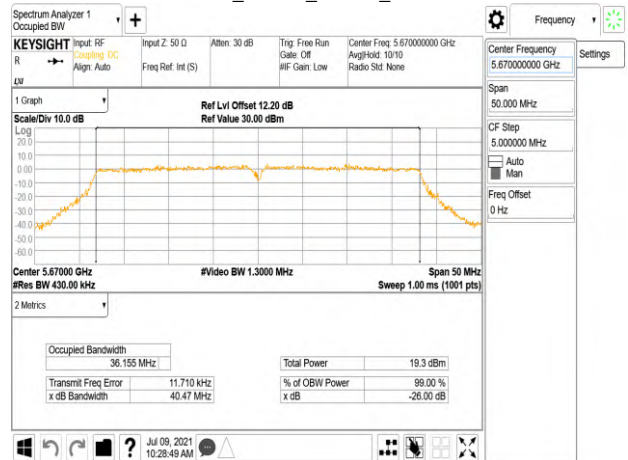 Spectrum Analyzer 1
Occupied BW
Frequency
KEYSIGHT
R
LXI
Input: RF
Coupling: DC
Align: Auto
Input Z: 50 Ω
Freq Ref: Int (S)
Atten: 30 dB
Trig: Free Run
Gate: Off
#IF Gain: Low
Center Freq: 5.670000000 GHz
Avg|Hold: 10/10
Radio Std: None
Center Frequency
5.670000000 GHz
Settings
Span
50.000 MHz
CF Step
5.000000 MHz
Auto
Man
Freq Offset
0 Hz
1 Graph
Scale/Div 10.0 dB
Ref Lvl Offset 12.20 dB
Ref Value 30.00 dBm
Log
20.0
10.0
0.00
-10.0
-20.0
-30.0
-40.0
-50.0
-60.0
Center 5.67000 GHz
#Res BW 430.00 kHz
#Video BW 1.3000 MHz
Span 50 MHz
Sweep 1.00 ms (1001 pts)
2 Metrics
Occupied Bandwidth
36.155 MHz
Transmit Freq Error 11.710 kHz
x dB Bandwidth 40.47 MHz
Total Power 19.3 dBm
% of OBW Power 99.00 %
x dB -26.00 dB
?
Jul 09, 2021
10:28:49 AM